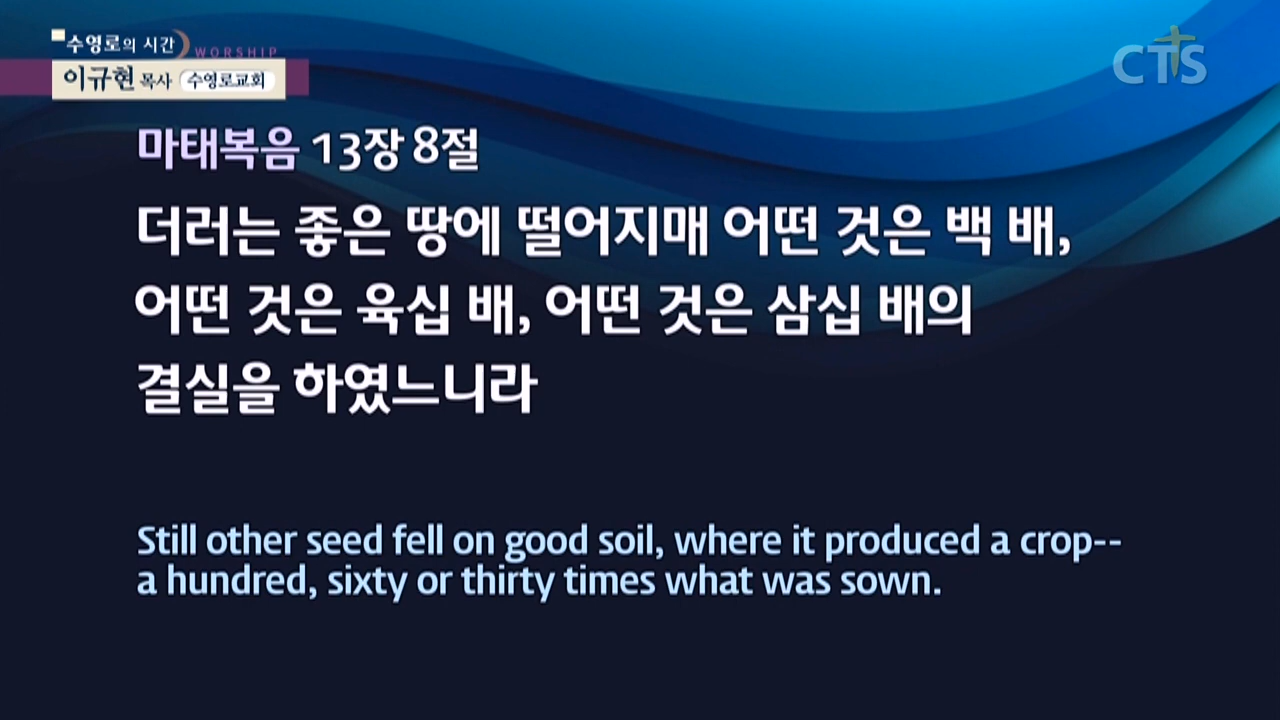 수영로의 시간
WORSHIP
이규현 목사 수영로교회
CTS
마태복음 13장 8절
더러는 좋은 땅에 떨어지매 어떤 것은 백 배,
어떤 것은 육십 배, 어떤 것은 삼십 배의
결실을 하였느니라
Still other seed fell on good soil, where it produced a crop--
a hundred, sixty or thirty times what was sown.